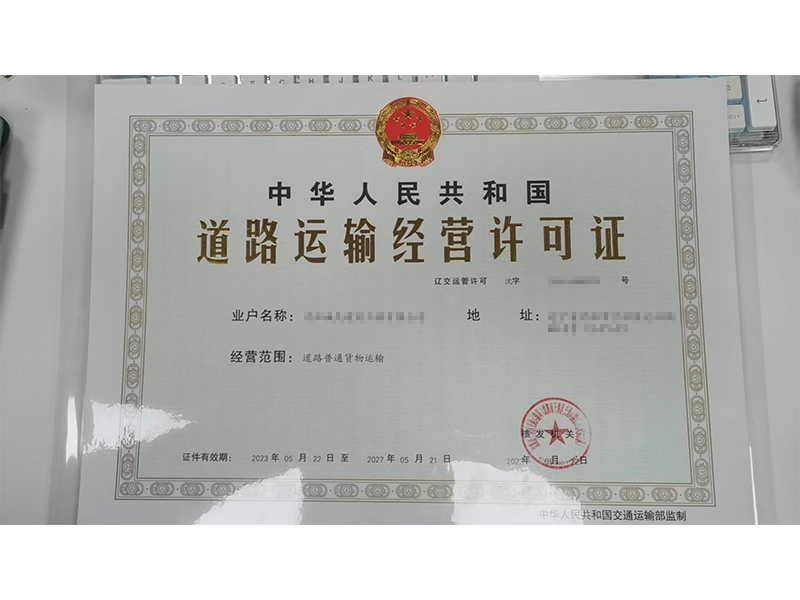 中华人民共和国
道路运输经营许可证
辽交运管许可 沈字 号
业户名称：
地 址：
经营范围：道路普通货物运输
核发机关
证件有效期： 2023 年 05 月 22 日 至 2027 年 05 月 21 日
年 月 日
中华人民共和国交通运输部监制